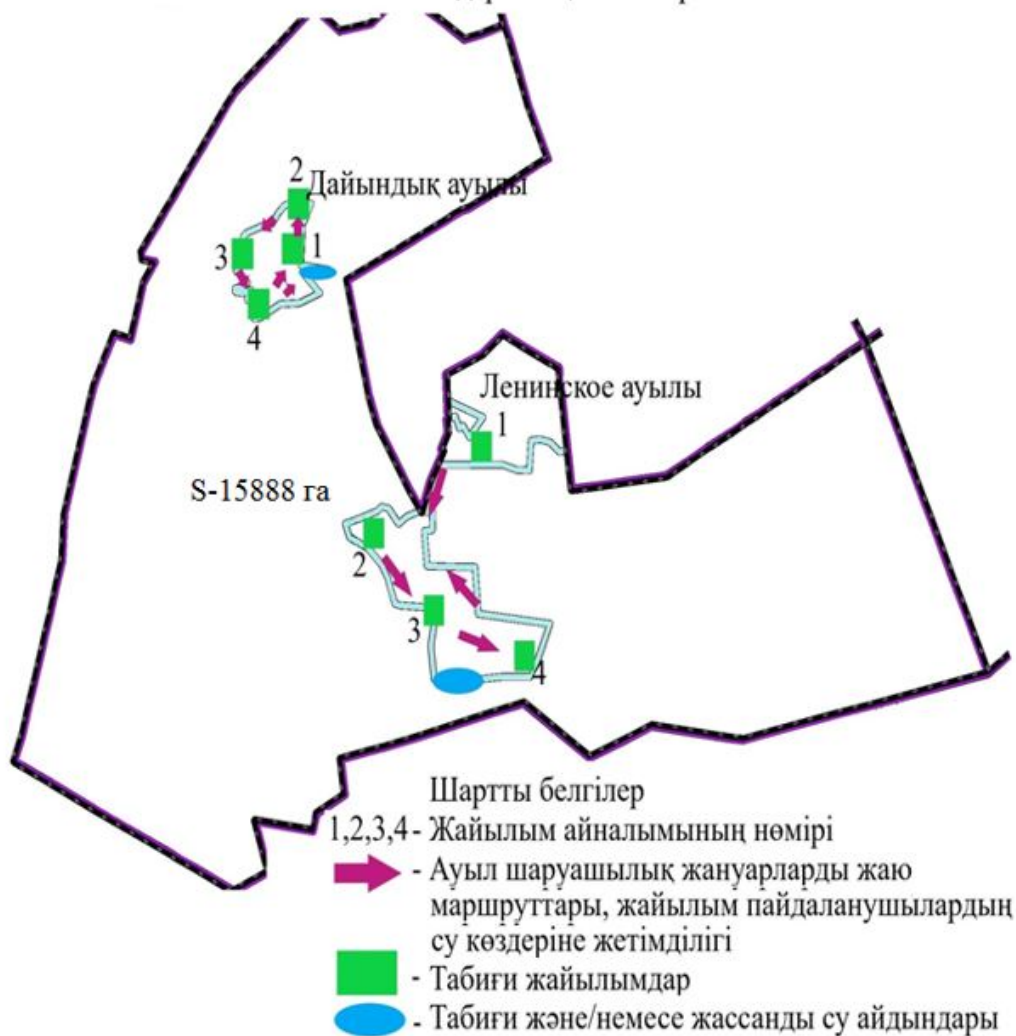 2
Дайындық ауылы
3
1
4
Ленинское ауылы
1
S-15888 га
2
3
4
Шартты белгілер
1,2,3,4 - Жайылым айналымының нөмірі
- Ауыл шаруашылық жануарларды жаю
маршруттары, жайылым пайдаланушылардың
су көздеріне жетімділігі
- Табиғи жайылымдар
- Табиғи және/немесе жассанды су айдындары